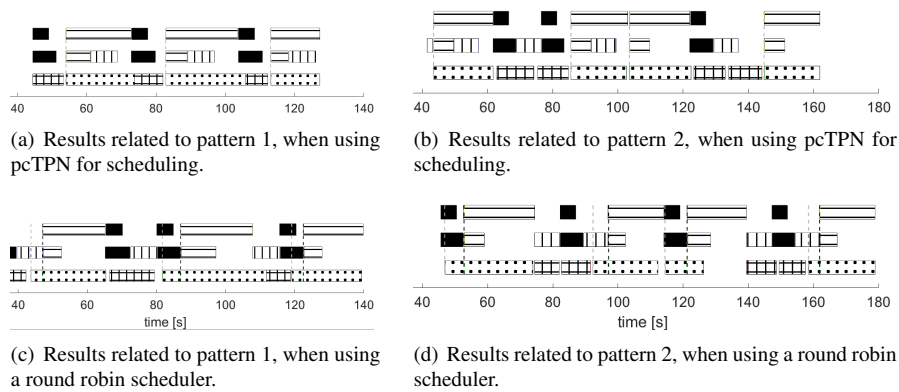 40 60 80 100 120 140
40 60 80 100 120 140 160 180
(a) Results related to pattern 1, when using
pcTPN for scheduling.
(b) Results related to pattern 2, when using pcTPN for
scheduling.
40 60 80 100 120 140
time [s]
40 60 80 100 120 140 160 180
time [s]
(c) Results related to pattern 1, when using
a round robin scheduler.
(d) Results related to pattern 2, when using a round robin
scheduler.